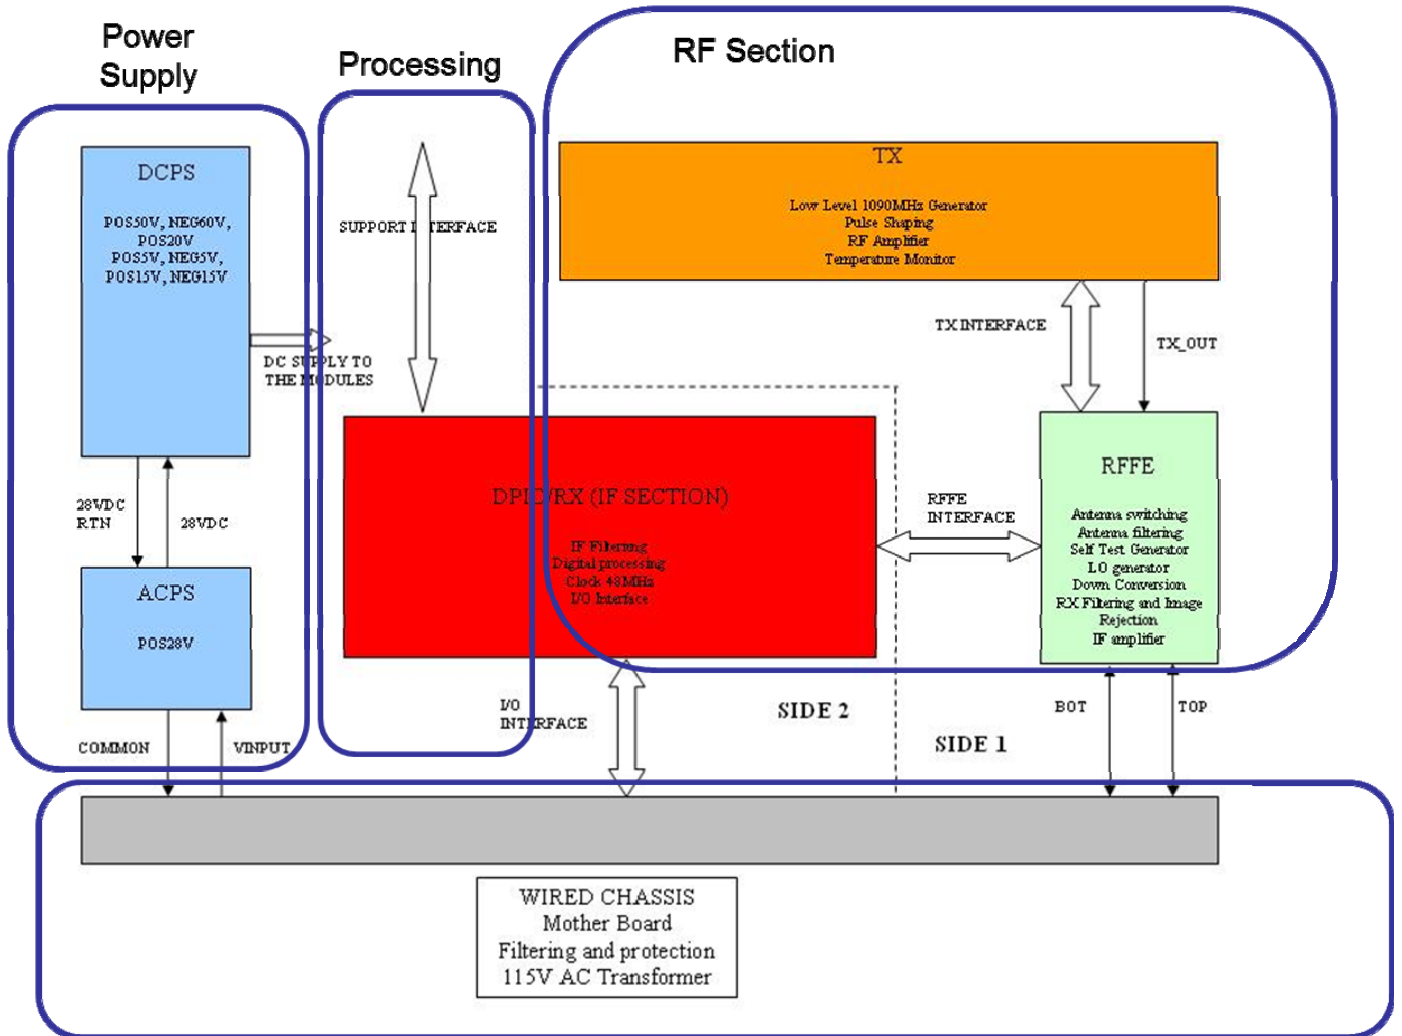 Power
Supply
Processing
RF Section
DCPS
POS50V, NEG60V,
POS20V
POS5V, NEG5V,
POS15V, NEG15V
DC SUPPLY TO
THE MODULES
28VDC
RTN
28VDC
ACPS
POS28V
COMMON
VINPUT
SUPPORT INTERFACE
TX
Low Level 1090MHz Generator
Pulse Shaping
RF Amplifier
Temperature Monitor
TX INTERFACE
TX_OUT
DPIO/RX (IF SECTION)
IF Filtering
Digital processing
Clock 48MHz
I/O Interface
RFFE
INTERFACE
RFFE
Antenna switching
Antenna filtering
Self Test Generator
LO generator
Down Conversion
RX Filtering and Image
Rejection
IF amplifier
I/O
INTERFACE
SIDE 2
SIDE 1
BOT
TOP
WIRED CHASSIS
Mother Board
Filtering and protection
115V AC Transformer